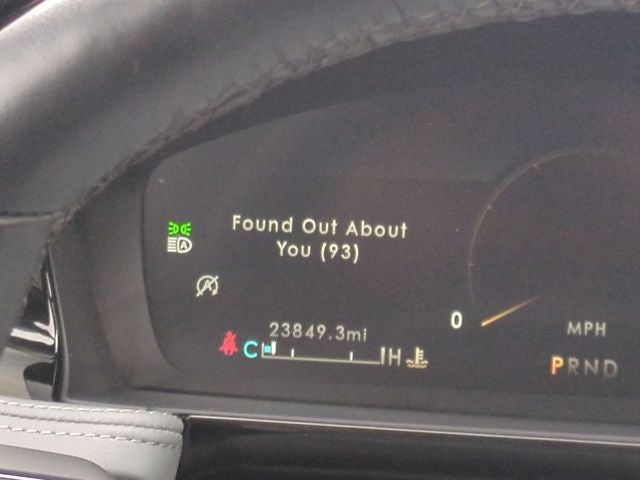 Found Out About
You (93)
A
A
0
23849.3mi
MPH
C H
PRND